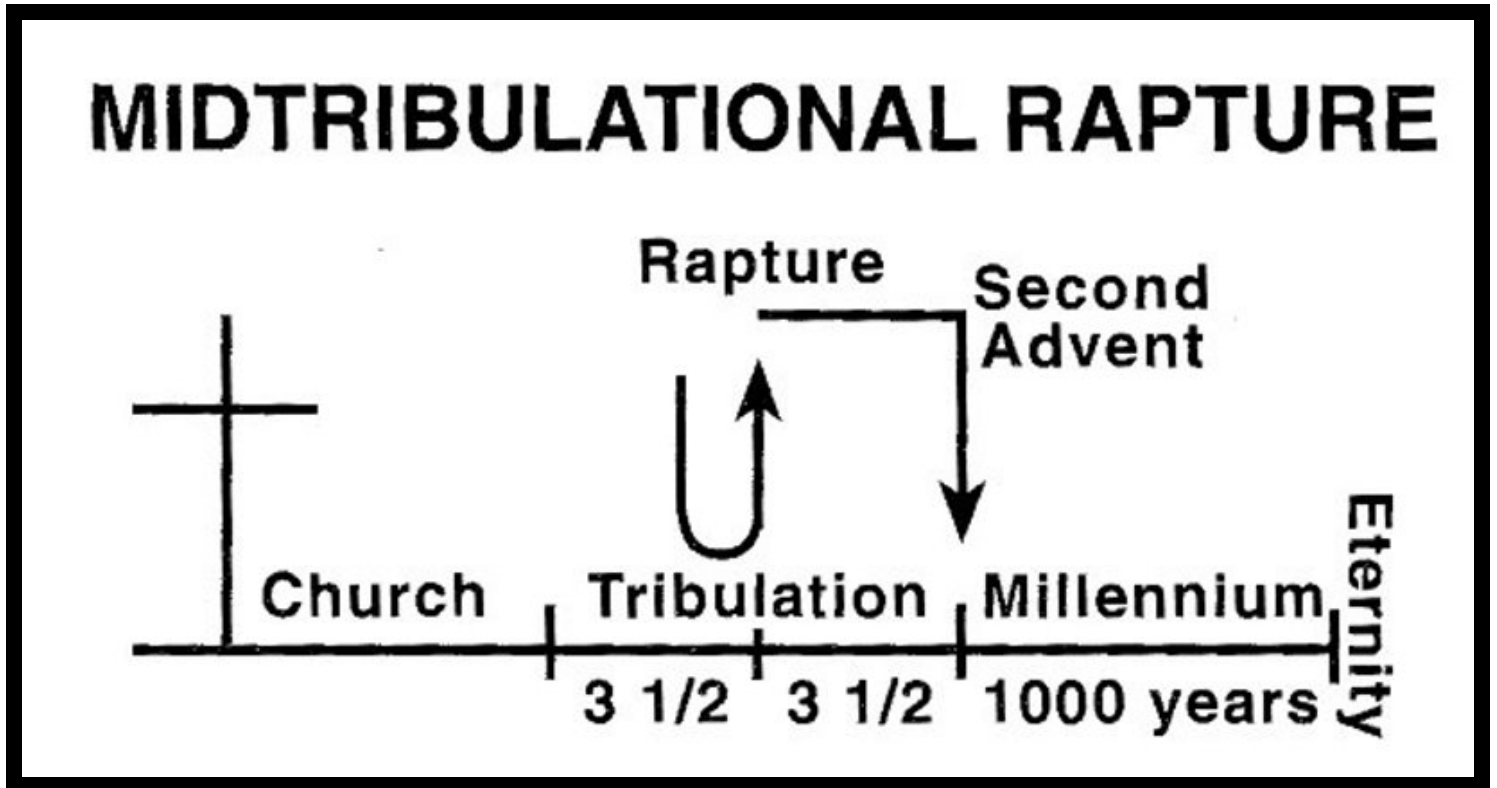 MIDTRIBULATIONAL RAPTURE
Rapture
Second
Advent
Church
Tribulation
Millennium
Eternity
3 1/2
3 1/2
1000 years